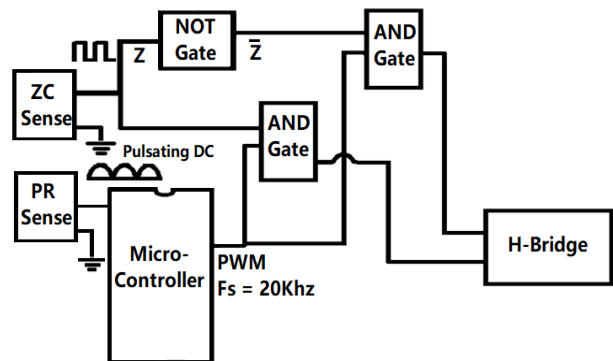 NOT
Gate
AND
Gate
Z
Z̅
ZC
Sense
AND
Gate
Pulsating DC
PR
Sense
Micro-
Controller
PWM
Fs = 20Khz
H-Bridge